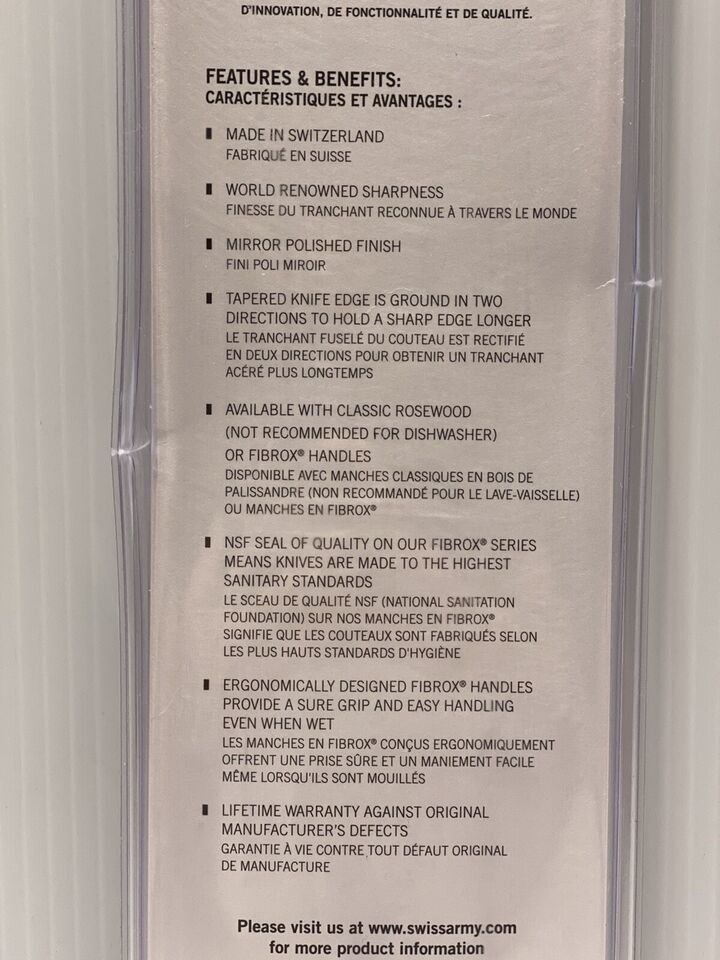 D'INNOVATION, DE FONCTIONNALITÉ ET DE QUALITÉ.
FEATURES & BENEFITS:
CARACTÉRISTIQUES ET AVANTAGES :
MADE IN SWITZERLAND
FABRIQUÉ EN SUISSE
WORLD RENOWNED SHARPNESS
FINESSE DU TRANCHANT RECONNUE À TRAVERS LE MONDE
MIRROR POLISHED FINISH
FINI POLI MIROIR
TAPERED KNIFE EDGE IS GROUND IN TWO
DIRECTIONS TO HOLD A SHARP EDGE LONGER
LE TRANCHANT FUSELÉ DU COUTEAU EST RECTIFIÉ
EN DEUX DIRECTIONS POUR OBTENIR UN TRANCHANT
ACÉRÉ PLUS LONGTEMPS
AVAILABLE WITH CLASSIC ROSEWOOD
(NOT RECOMMENDED FOR DISHWASHER)
OR FIBROX® HANDLES
DISPONIBLE AVEC MANCHES CLASSIQUES EN BOIS DE
PALISSANDRE (NON RECOMMANDÉ POUR LE LAVE-VAISSELLE)
OU MANCHES EN FIBROX®
NSF SEAL OF QUALITY ON OUR FIBROX® SERIES
MEANS KNIVES ARE MADE TO THE HIGHEST
SANITARY STANDARDS
LE SCEAU DE QUALITÉ NSF (NATIONAL SANITATION
FOUNDATION) SUR NOS MANCHES EN FIBROX®
SIGNIFIE QUE LES COUTEAUX SONT FABRIQUÉS SELON
LES PLUS HAUTS STANDARDS D'HYGIÈNE
ERGONOMICALLY DESIGNED FIBROX® HANDLES
PROVIDE A SURE GRIP AND EASY HANDLING
EVEN WHEN WET
LES MANCHES EN FIBROX® CONÇUS ERGONOMIQUEMENT
OFFRENT UNE PRISE SÛRE ET UN MANIEMENT FACILE
MÊME LORSQU'ILS SONT MOUILLÉS
LIFETIME WARRANTY AGAINST ORIGINAL
MANUFACTURER'S DEFECTS
GARANTIE À VIE CONTRE TOUT DÉFAUT ORIGINAL
DE MANUFACTURE
Please visit us at www.swissarmy.com
for more product information